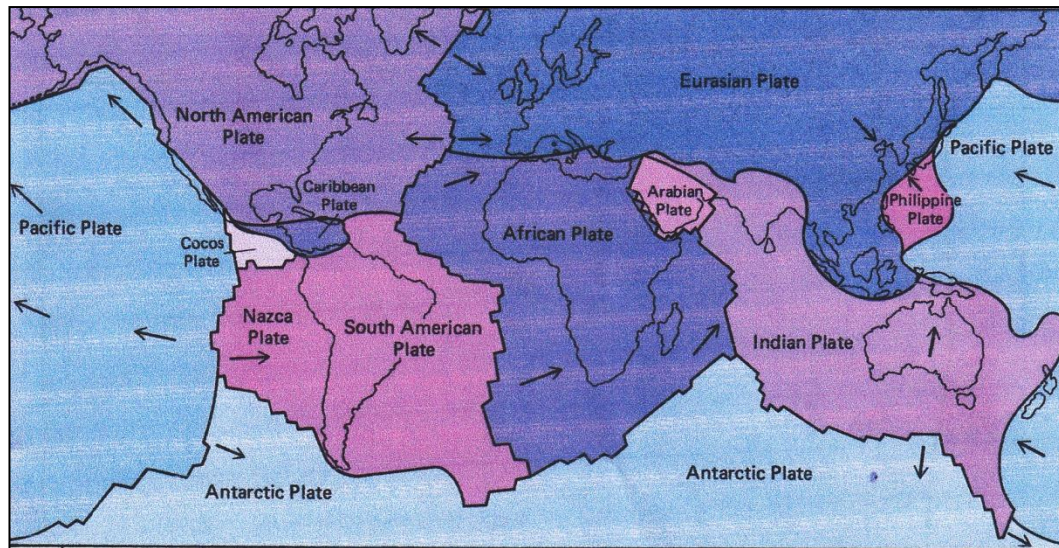 Eurasian Plate
North American
Plate
Pacific Plate
Caribbean
Plate
Arabian
Plate
Philippine
Plate
Pacific Plate
African Plate
Cocos
Plate
Nazca
Plate
South American
Plate
Indian Plate
Antarctic Plate
Antarctic Plate